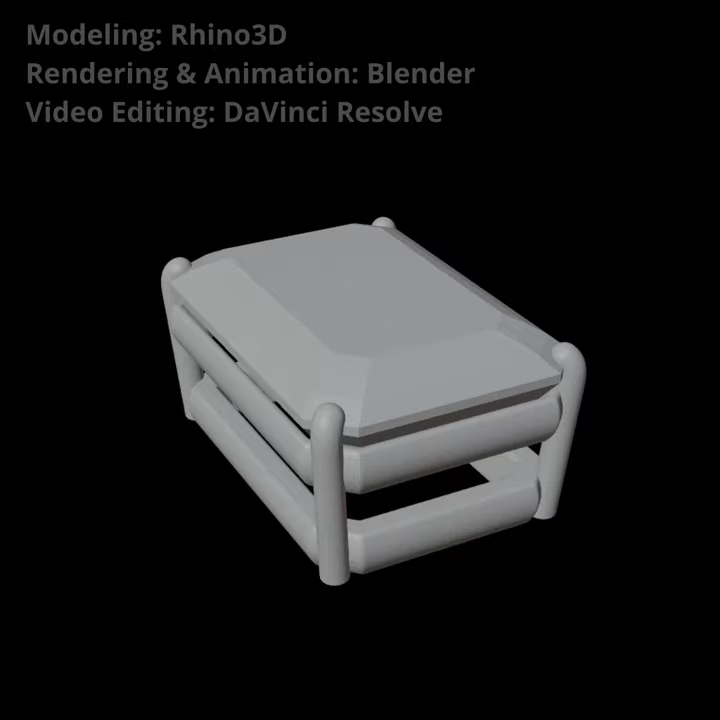 Modeling: Rhino3D
Rendering & Animation: Blender
Video Editing: DaVinci Resolve